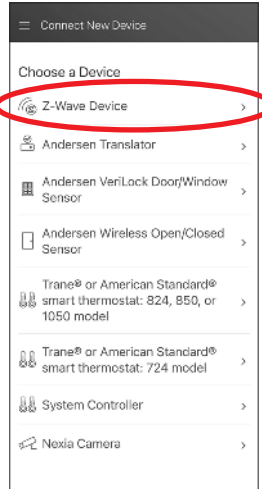 Connect New Device
Choose a Device
Z-Wave Device
Andersen Translator
Andersen VeriLock Door/Window
Sensor
Andersen Wireless Open/Closed
Sensor
Trane® or American Standard®
smart thermostat: 824, 850, or
1050 model
Trane® or American Standard®
smart thermostat: 724 model
System Controller
Nexia Camera